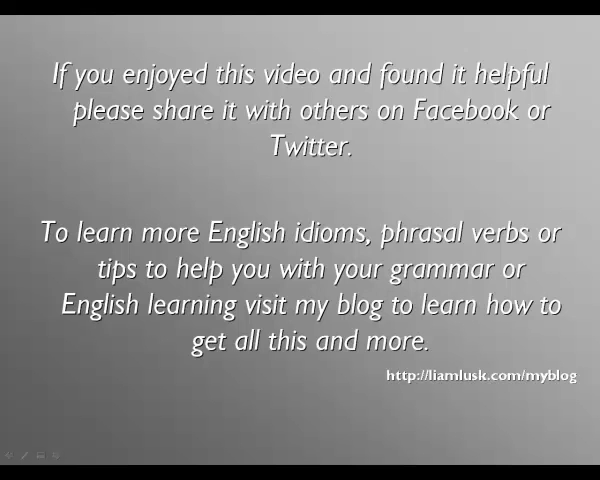 If you enjoyed this video and found it helpful
please share it with others on Facebook or
Twitter.
To learn more English idioms, phrasal verbs or
tips to help you with your grammar or
English learning visit my blog to learn how to
get all this and more.
http://liamlusk.com/myblog